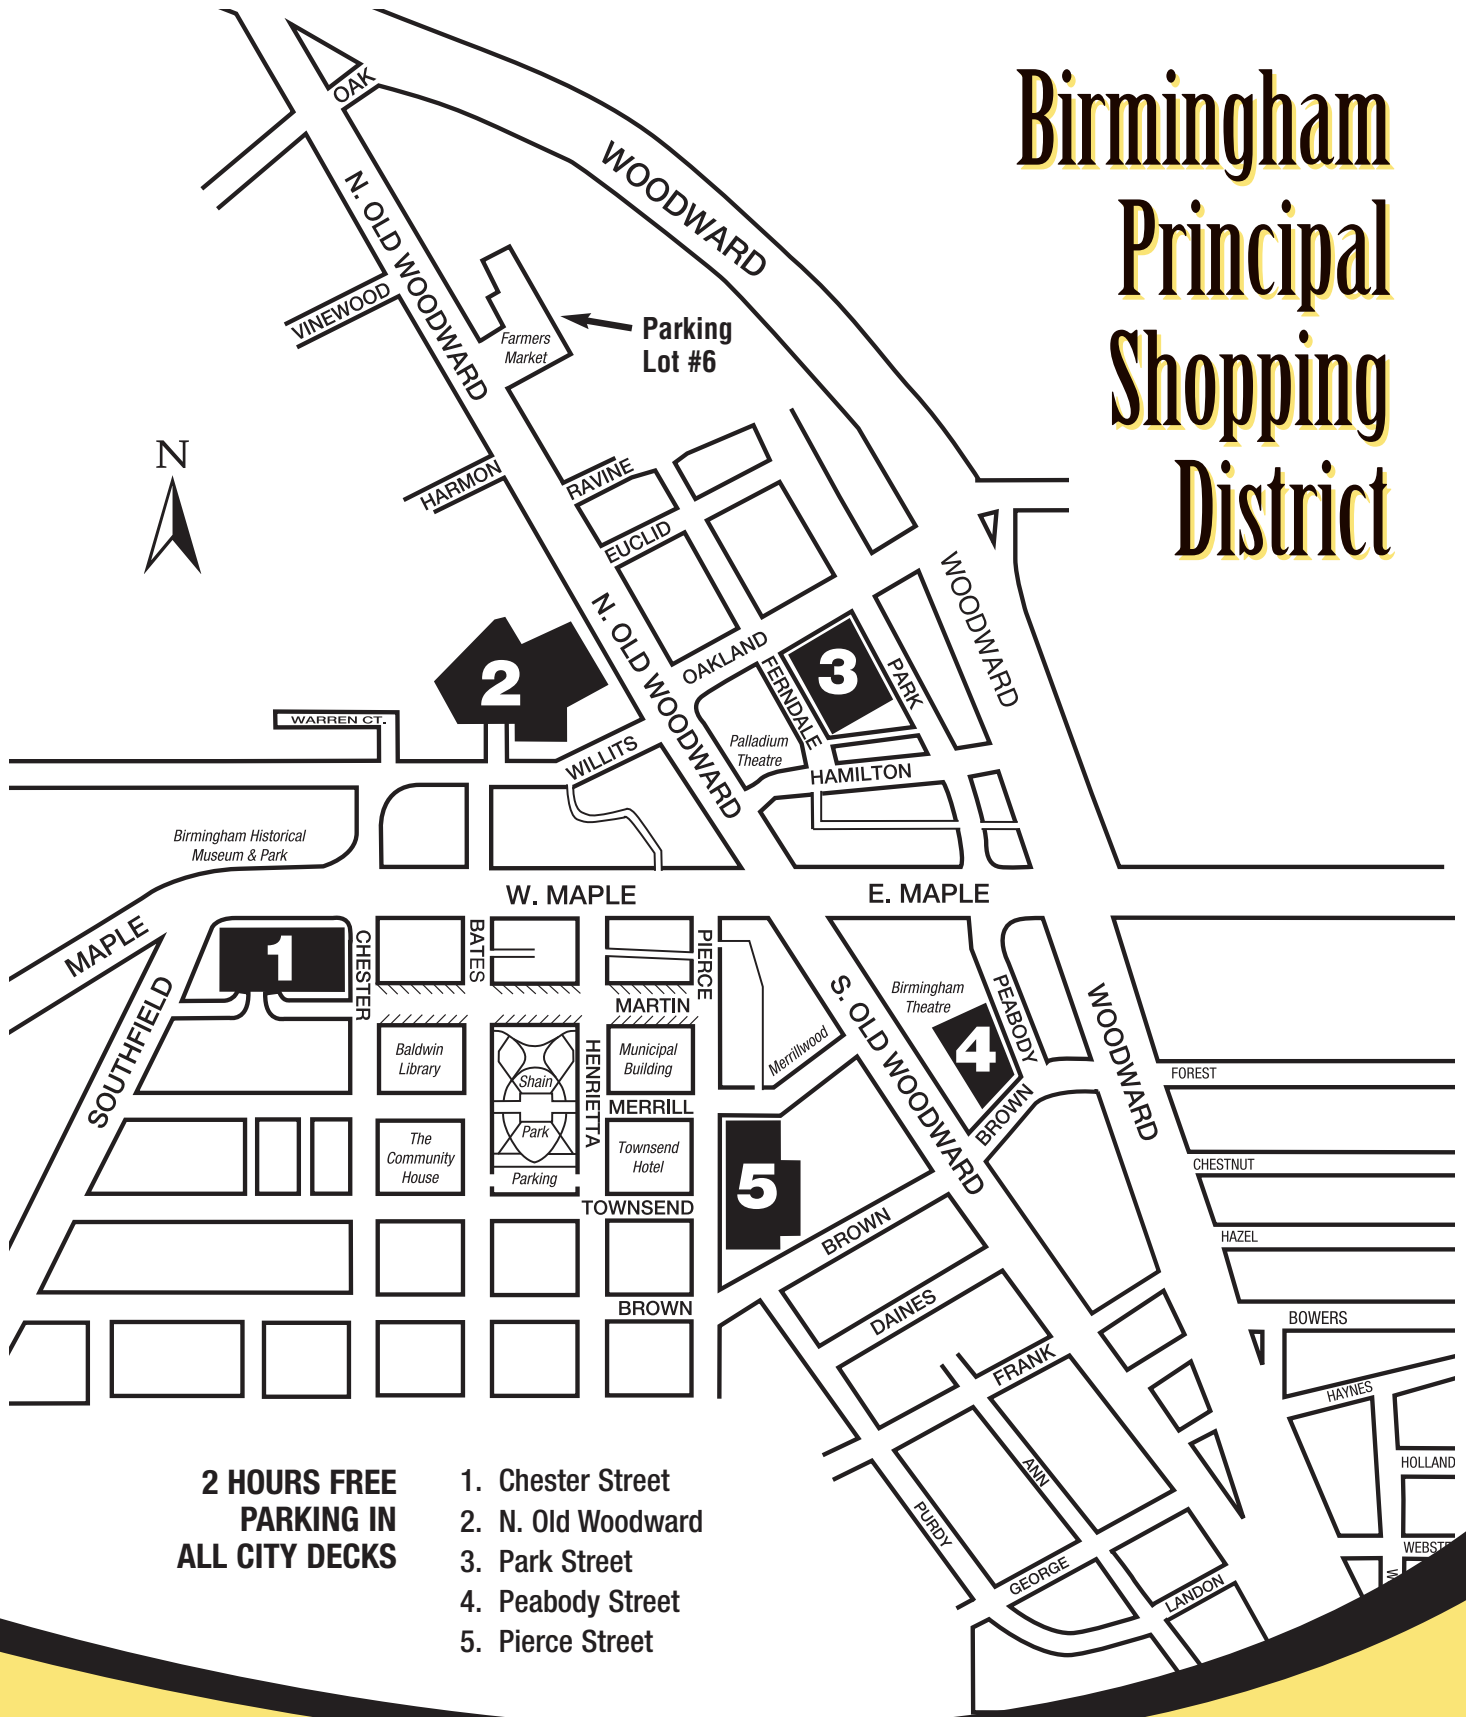 Birmingham
Principal
Shopping
District
OAK
WOODWARD
N. OLD WOODWARD
VINEWOOD
Farmers
Market
Parking
Lot #6
N
HARMON
RAVINE
EUCLID
WOODWARD
N. OLD WOODWARD
OAKLAND
FERNDALE
PARK
2
3
WARREN CT.
WILLITS
Palladium
Theatre
HAMILTON
Birmingham Historical
Museum & Park
W. MAPLE
E. MAPLE
MAPLE
1
CHESTER
BATES
PIERCE
SOUTHFIELD
MARTIN
S. OLD WOODWARD
Birmingham
Theatre
PEABODY
WOODWARD
4
Merrillwood
Baldwin
Library
HENRIETTA
Municipal
Building
Shain
Park
Parking
MERRILL
BROWN
FOREST
The
Community
House
Townsend
Hotel
5
CHESTNUT
TOWNSEND
BROWN
HAZEL
BROWN
DAINES
BOWERS
FRANK
HAYNES
ANN
HOLLAND
PURDY
GEORGE
LANDON
2 HOURS FREE
PARKING IN
ALL CITY DECKS
1. Chester Street
2. N. Old Woodward
3. Park Street
4. Peabody Street
5. Pierce Street